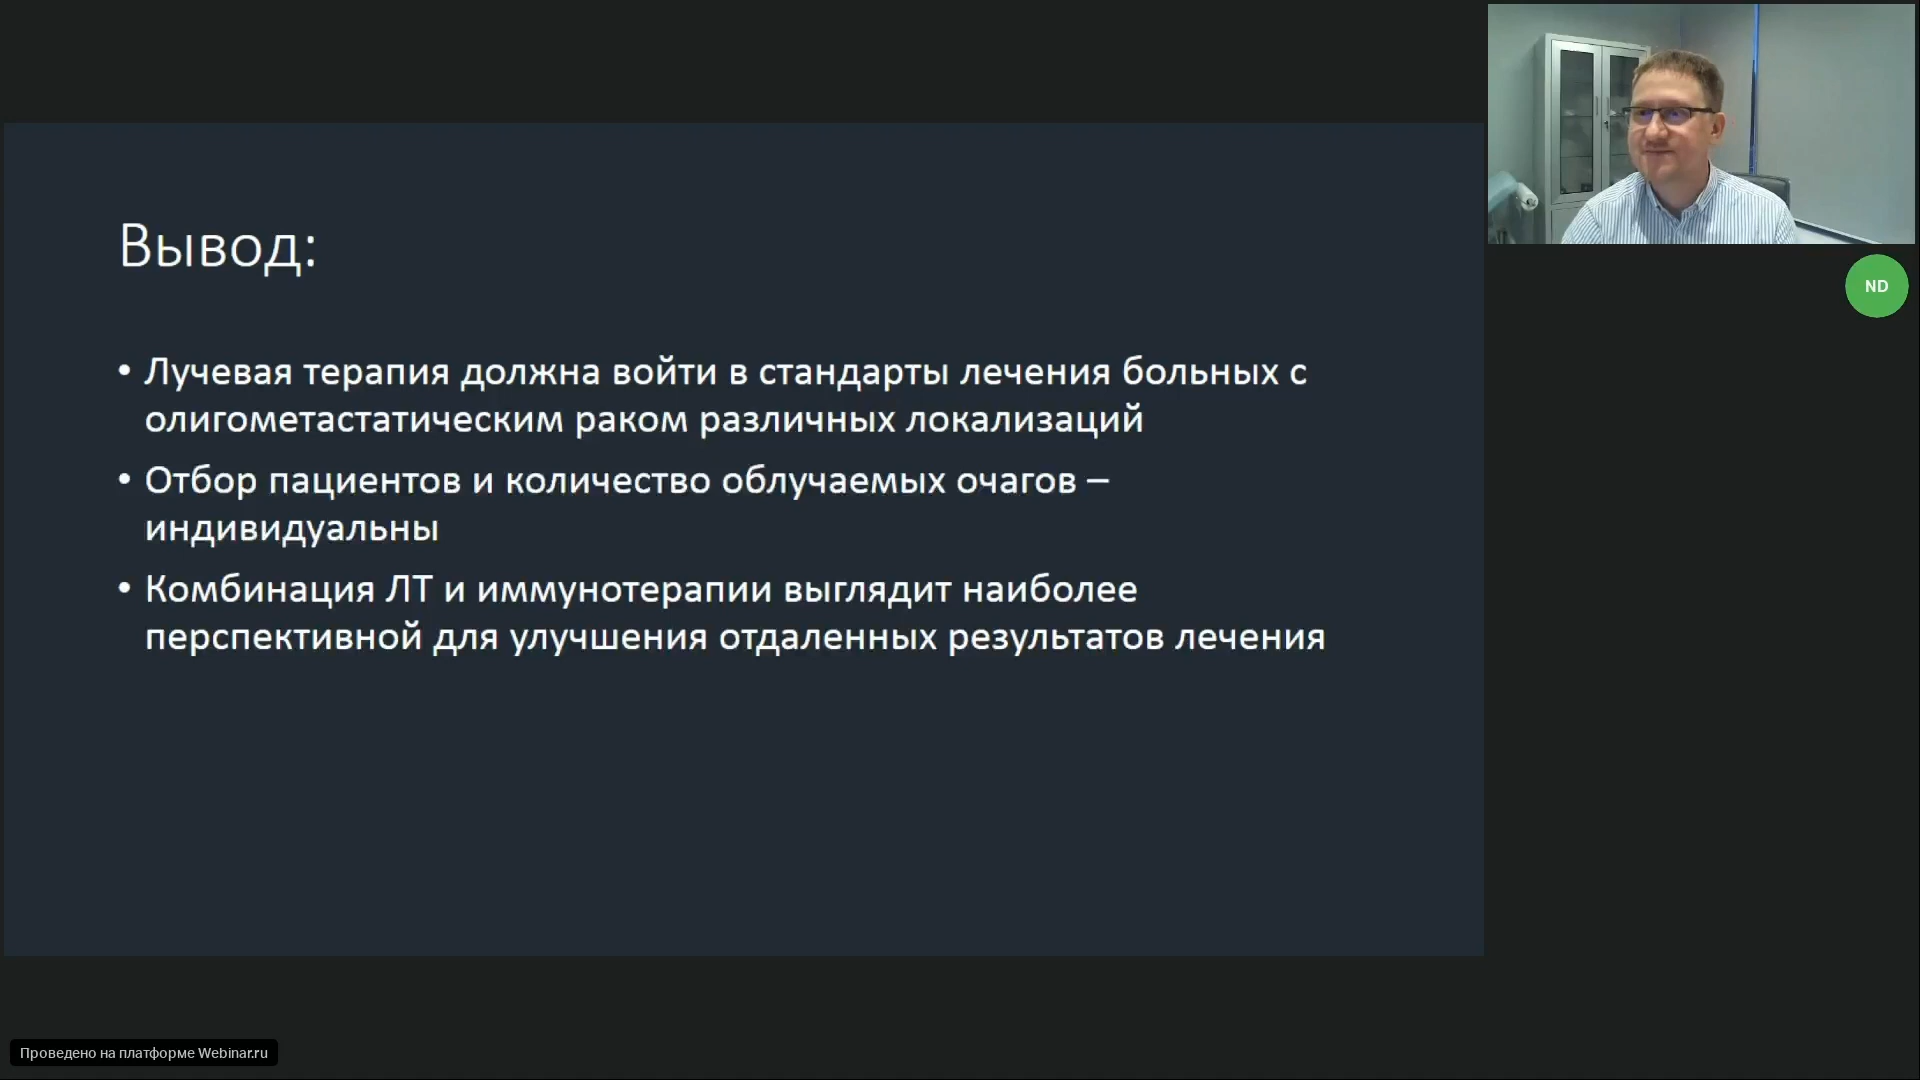 Вывод:
• Лучевая терапия должна войти в стандарты лечения больных с
олигометастатическим раком различных локализаций
• Отбор пациентов и количество облучаемых очагов –
индивидуальны
• Комбинация ЛТ и иммунотерапии выглядит наиболее
перспективной для улучшения отдаленных результатов лечения
ND
Проведено на платформе Webinar.ru